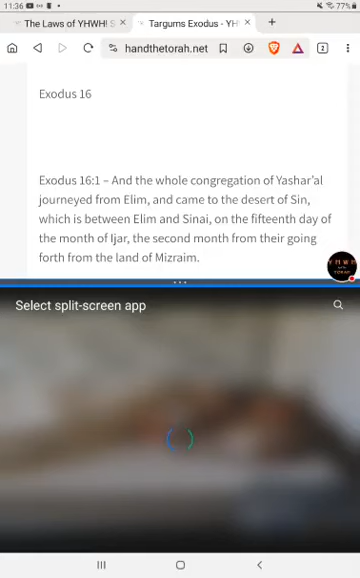 11:36
77%
The Laws of YHWH! S
Targums Exodus - YH
handthetorah.net
2
Exodus 16
Exodus 16:1 – And the whole congregation of Yashar'al
journeyed from Elim, and came to the desert of Sin,
which is between Elim and Sinai, on the fifteenth day of
the month of Ijar, the second month from their going
forth from the land of Mizraim.
YHWH
TORAH
Select split-screen app